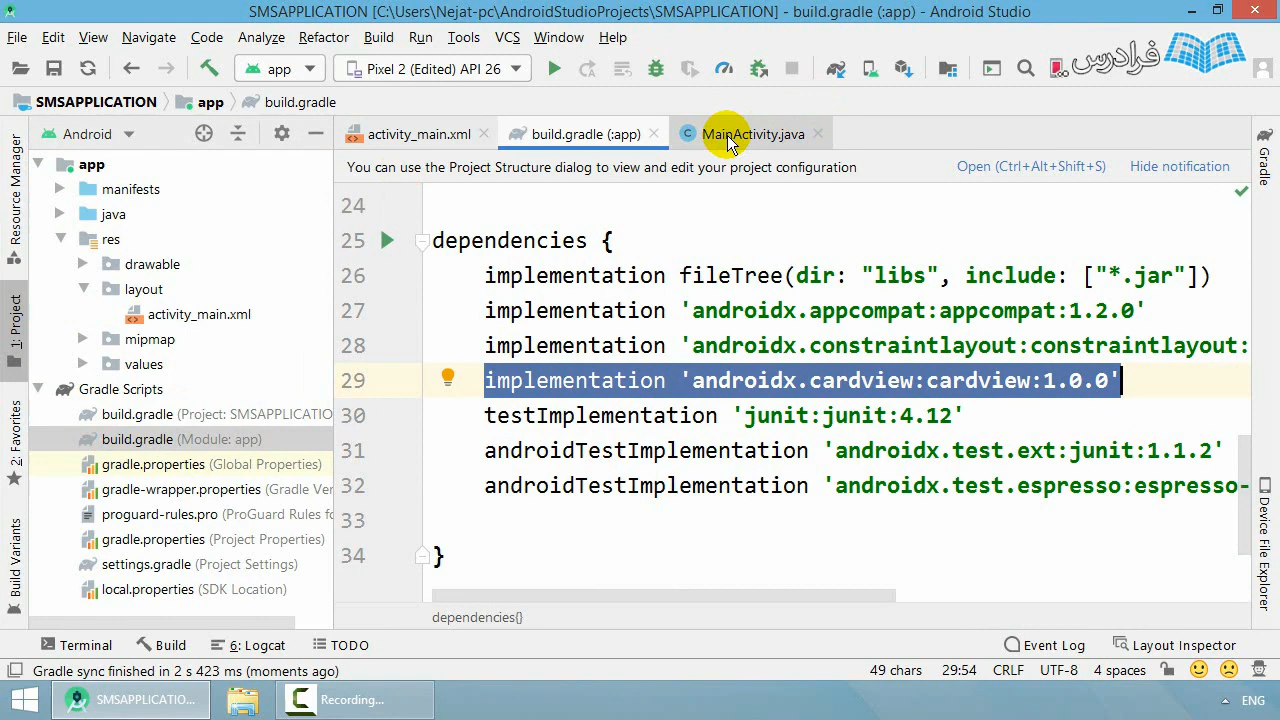 SMSAPPLICATION [C:\Users\Nejat-pc\AndroidStudioProjects\SMSAPPLICATION] - build.gradle (:app) - Android Studio
File Edit View Navigate Code Analyze Refactor Build Run Tools VCS Window Help
app Pixel 2 (Edited) API 26 فرادرس
SMSAPPLICATION app build.gradle
Android activity_main.xml build.gradle (:app) MainActivity.java
You can use the Project Structure dialog to view and edit your project configuration Open (Ctrl+Alt+Shift+S) Hide notification
Resource Manager
1: Project
2: Favorites
Build Variants
app
manifests
java
res
drawable
layout
activity_main.xml
mipmap
values
Gradle Scripts
build.gradle (Project: SMSAPPLICATION
build.gradle (Module: app)
gradle.properties (Global Properties)
gradle-wrapper.properties (Gradle Ver
proguard-rules.pro (ProGuard Rules fo
gradle.properties (Project Properties)
settings.gradle (Project Settings)
local.properties (SDK Location)
24
25 dependencies {
26 implementation fileTree(dir: "libs", include: ["*.jar"])
27 implementation 'androidx.appcompat:appcompat:1.2.0'
28 implementation 'androidx.constraintlayout:constraintlayout:
29 implementation 'androidx.cardview:cardview:1.0.0'
30 testImplementation 'junit:junit:4.12'
31 androidTestImplementation 'androidx.test.ext:junit:1.1.2'
32 androidTestImplementation 'androidx.test.espresso:espresso-
33
34 }
dependencies{}
Gradle
Device File Explorer
Terminal Build 6: Logcat TODO Event Log Layout Inspector
Gradle sync finished in 2 s 423 ms (moments ago) 49 chars 29:54 CRLF UTF-8 4 spaces
SMSAPPLICATIO... Recording... ENG